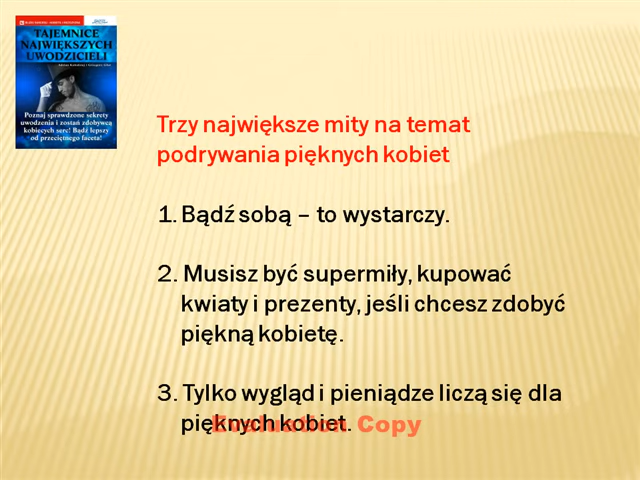 TAJEMNICE
NAJWIĘKSZYCH
UWODZICIELI
Poznaj sprawdzone sekrety
uwodzenia i zostań zdobywcą
kobiecych serc! Bądź lepszy
od przeciętnego faceta!
Trzy największe mity na temat
podrywania pięknych kobiet
1. Bądź sobą – to wystarczy.
2. Musisz być supermiły, kupować
kwiaty i prezenty, jeśli chcesz zdobyć
piękną kobietę.
3. Tylko wygląd i pieniądze liczą się dla
pięknych kobiet.
Evaluation Copy